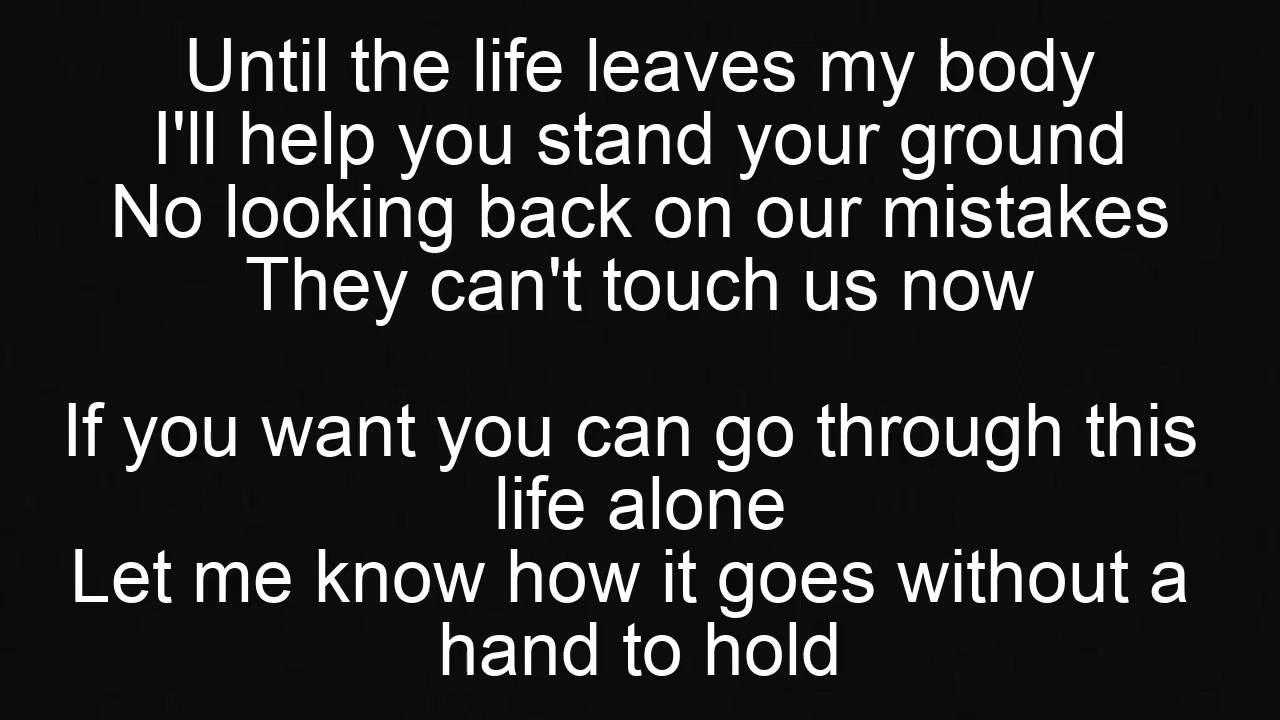 Until the life leaves my body
I'll help you stand your ground
No looking back on our mistakes
They can't touch us now
If you want you can go through this
life alone
Let me know how it goes without a
hand to hold